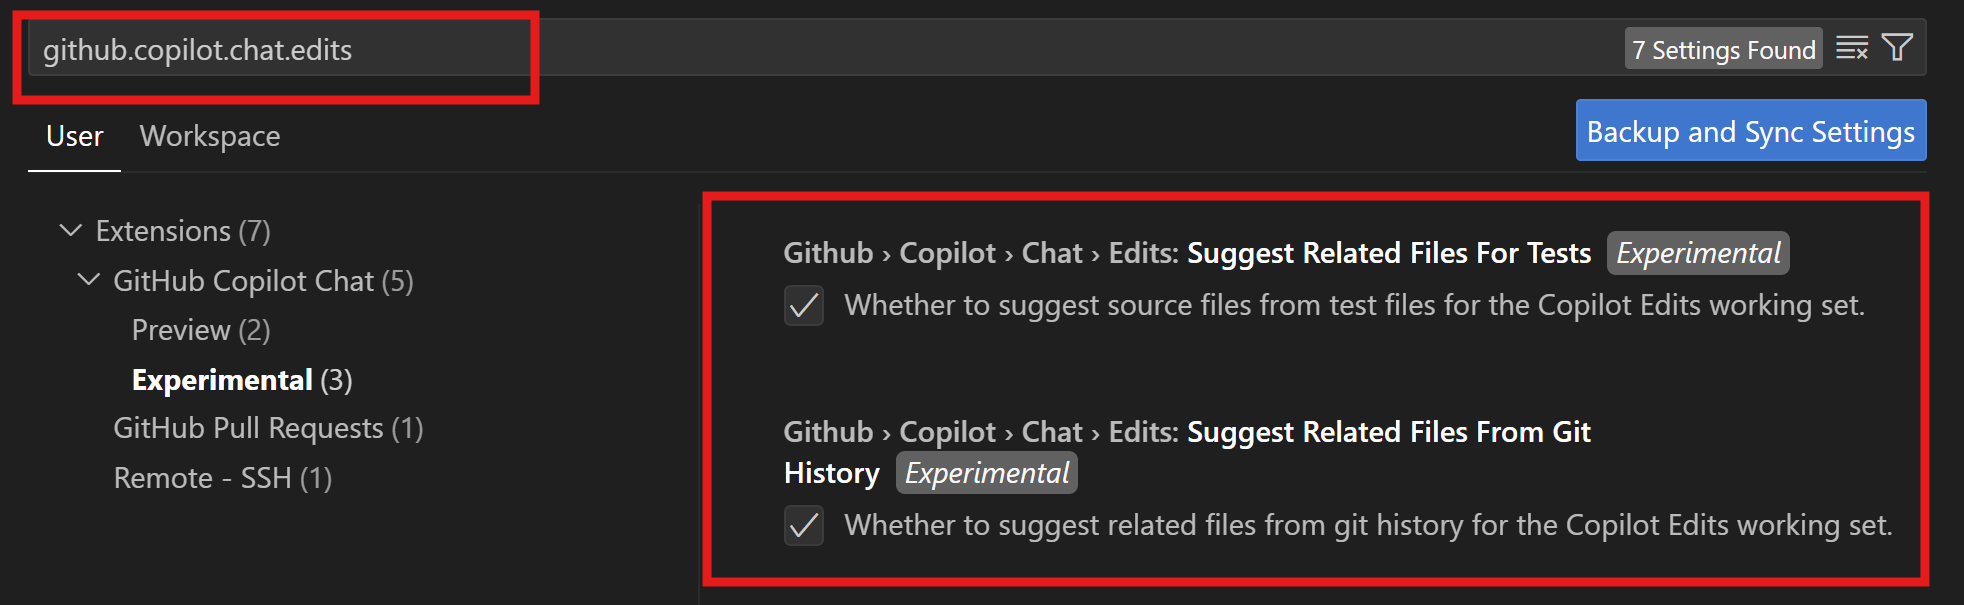 github.copilot.chat.edits
7 Settings Found
User
Workspace
Backup and Sync Settings
Extensions (7)
GitHub Copilot Chat (5)
Preview (2)
Experimental (3)
GitHub Pull Requests (1)
Remote - SSH (1)
Github › Copilot › Chat › Edits: Suggest Related Files For Tests Experimental
Whether to suggest source files from test files for the Copilot Edits working set.
Github › Copilot › Chat › Edits: Suggest Related Files From Git
History Experimental
Whether to suggest related files from git history for the Copilot Edits working set.